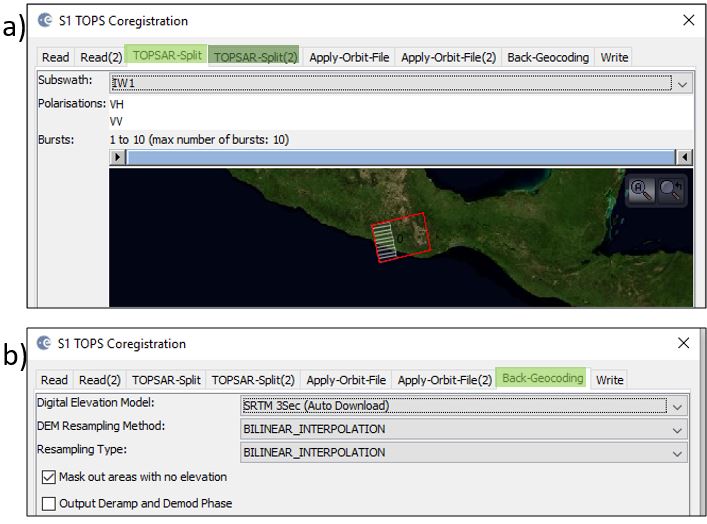 a)
S1 TOPS Coregistration
Read Read(2) TOPSAR-Split TOPSAR-Split(2) Apply-Orbit-File Apply-Orbit-File(2) Back-Geocoding Write
Subswath: IW1
Polarisations: VH
VV
Bursts: 1 to 10 (max number of bursts: 10)
0
b)
S1 TOPS Coregistration
Read Read(2) TOPSAR-Split TOPSAR-Split(2) Apply-Orbit-File Apply-Orbit-File(2) Back-Geocoding Write
Digital Elevation Model: SRTM 3Sec (Auto Download)
DEM Resampling Method: BILINEAR_INTERPOLATION
Resampling Type: BILINEAR_INTERPOLATION
Mask out areas with no elevation
Output Deramp and Demod Phase